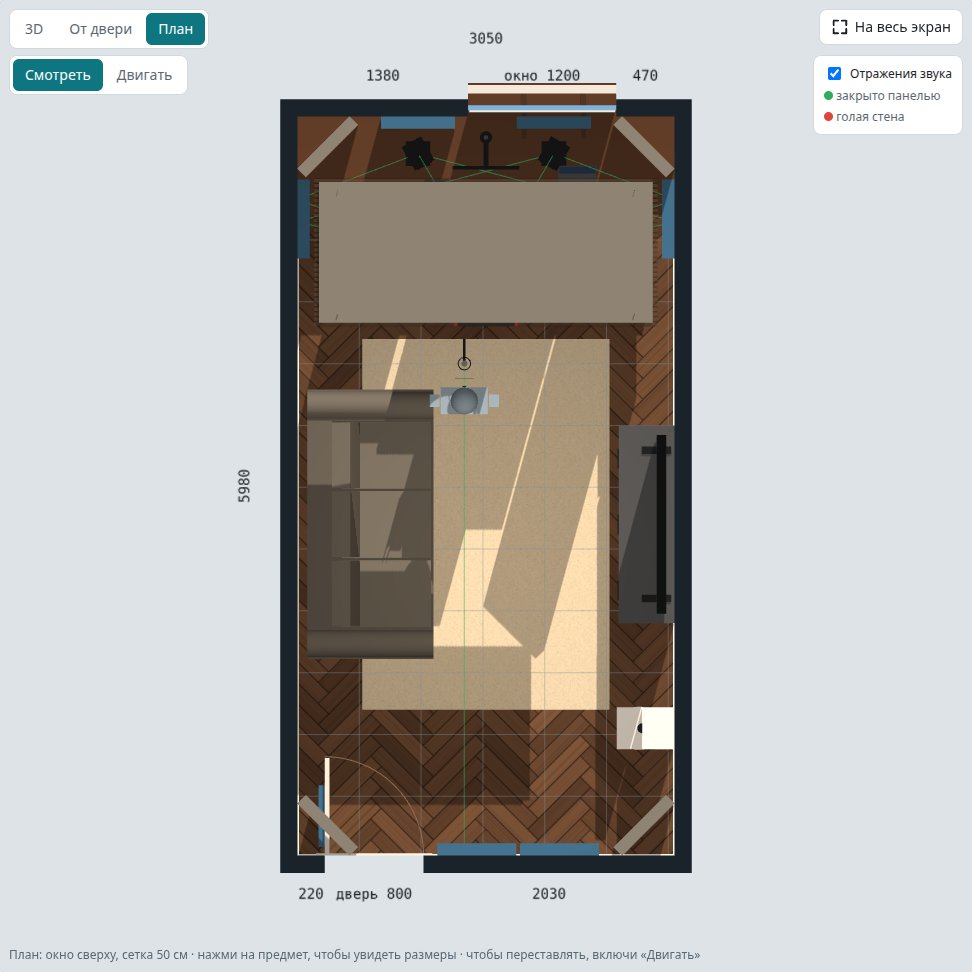 3D От двери План
Смотреть Двигать
На весь экран
Отражения звука
закрыто панелью
голая стена
3050
1380 окно 1200 470
5980
220 дверь 800 2030
План: окно сверху, сетка 50 см · нажми на предмет, чтобы увидеть размеры · чтобы переставлять, включи «Двигать»